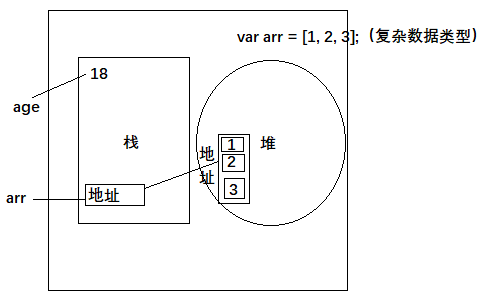 var arr = [1, 2, 3];（复杂数据类型）
18
age
栈
堆
地
址
1
2
3
arr
地址